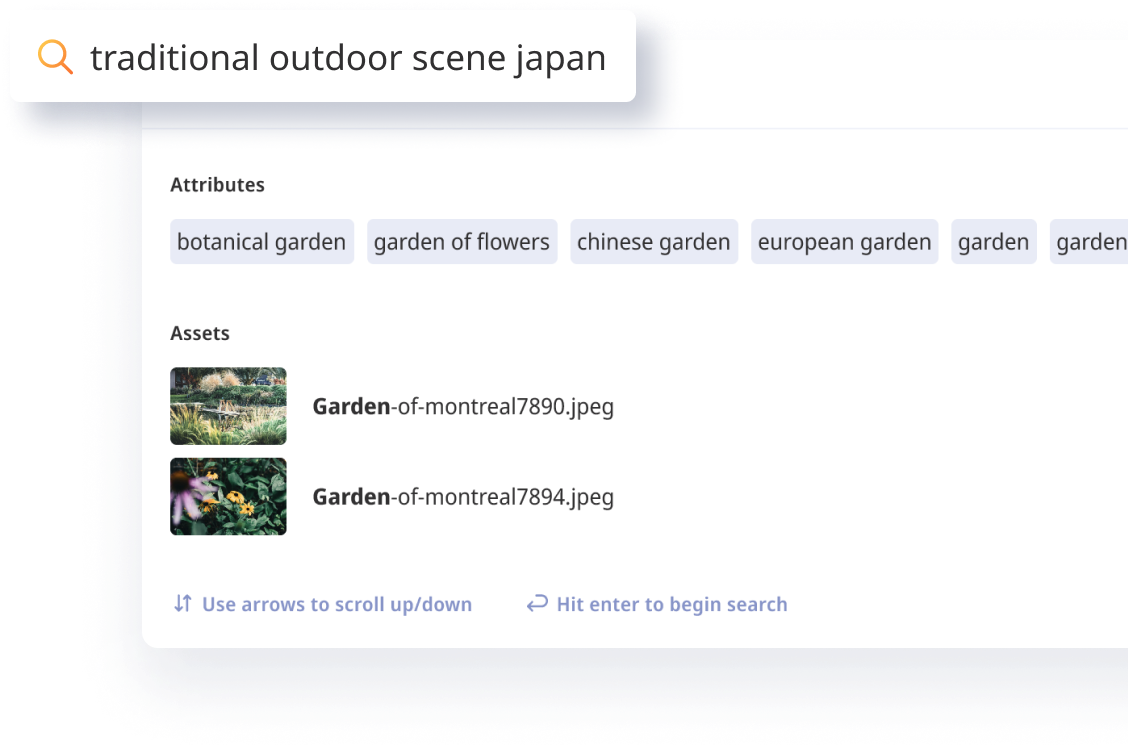 traditional outdoor scene japan
Attributes
botanical garden garden of flowers chinese garden european garden garden garden
Assets
Garden-of-montreal7890.jpeg
Garden-of-montreal7894.jpeg
Use arrows to scroll up/down Hit enter to begin search